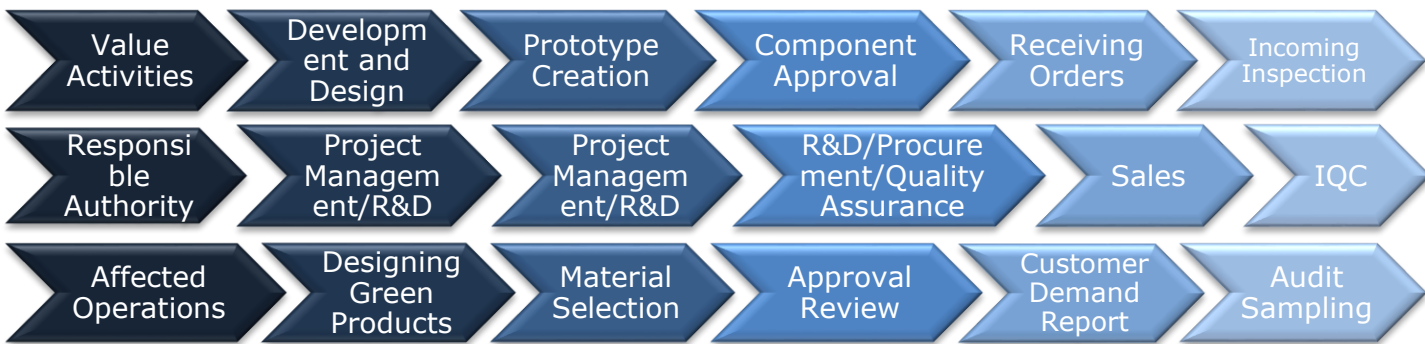 Value
Activities
Developm
ent and
Design
Prototype
Creation
Component
Approval
Receiving
Orders
Incoming
Inspection
Responsi
ble
Authority
Project
Managem
ent/R&D
Project
Managem
ent/R&D
R&D/Procure
ment/Quality
Assurance
Sales
IQC
Affected
Operations
Designing
Green
Products
Material
Selection
Approval
Review
Customer
Demand
Report
Audit
Sampling